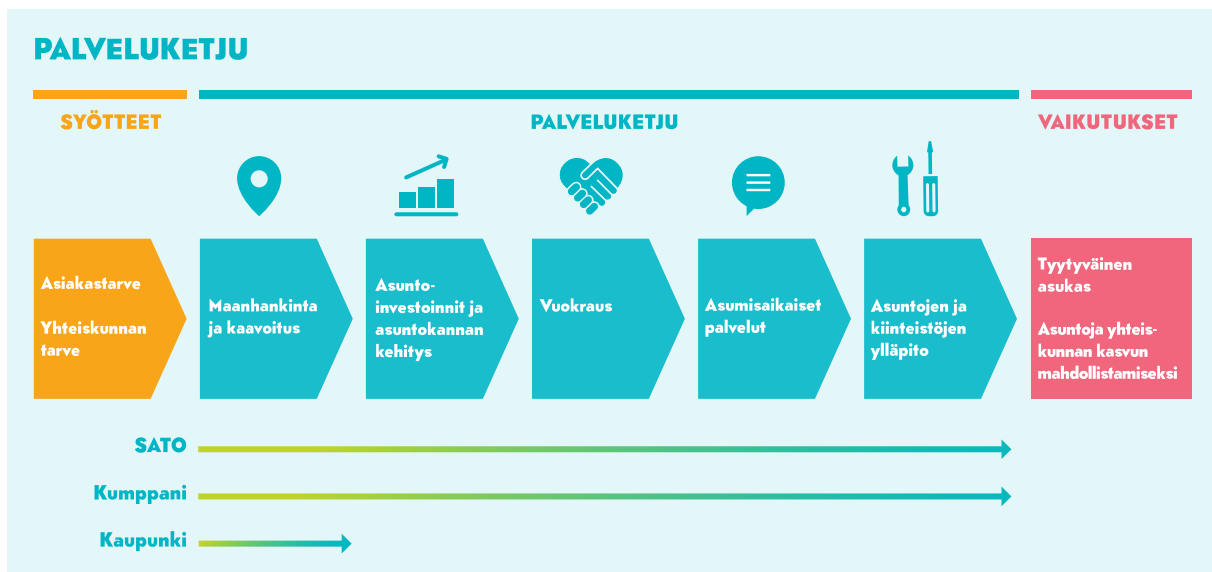 PALVELUKETJU
SYÖTTEET
PALVELUKETJU
VAIKUTUKSET
Asiakastarve
Yhteiskunnan
tarve
Maanhankinta
ja kaavoitus
Asunto-
investoinnit ja
asuntokannan
kehitys
Vuokraus
Asumisaikaiset
palvelut
Asuntojen ja
kiinteistöjen
ylläpito
Tyytyväinen
asukas
Asuntoja yhteis-
kunnan kasvun
mahdollistamiseksi
SATO
Kumppani
Kaupunki